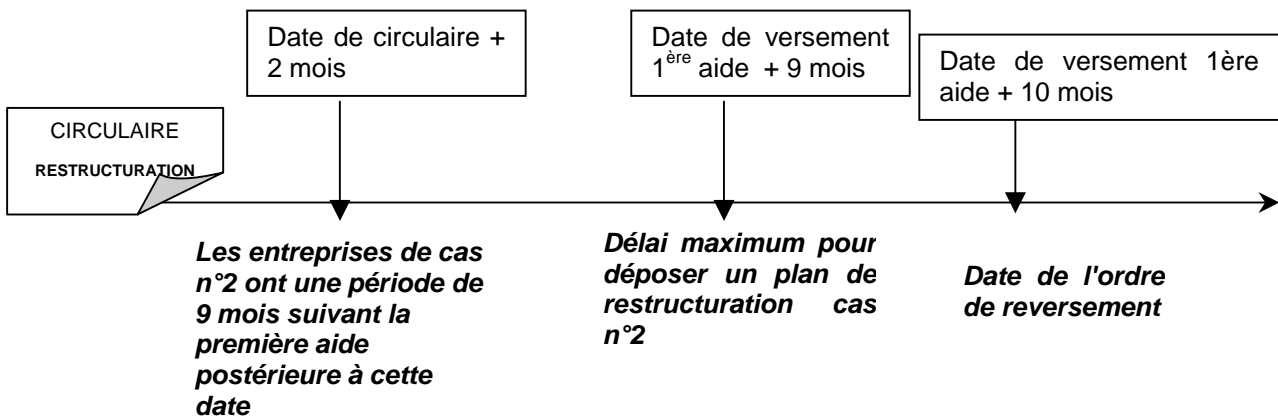 Date de circulaire +
2 mois
Date de versement
1ère aide + 9 mois
Date de versement 1ère
aide + 10 mois
CIRCULAIRE
RESTRUCTURATION
Les entreprises de cas
n°2 ont une période de
9 mois suivant la
première aide
postérieure à cette
date
Délai maximum pour
déposer un plan de
restructuration cas
n°2
Date de l'ordre
de reversement